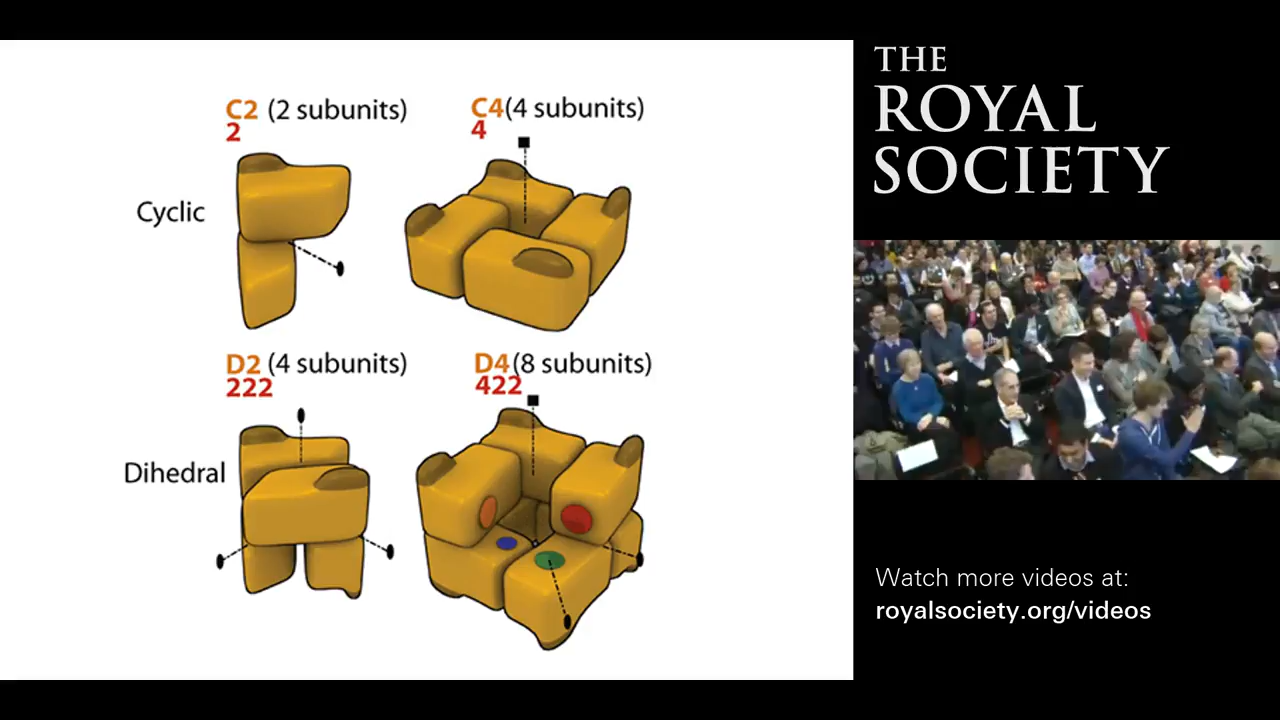 C2 (2 subunits)
2
C4(4 subunits)
4
Cyclic
D2 (4 subunits)
222
D4(8 subunits)
422
Dihedral
THE
ROYAL
SOCIETY
Watch more videos at:
royalsociety.org/videos